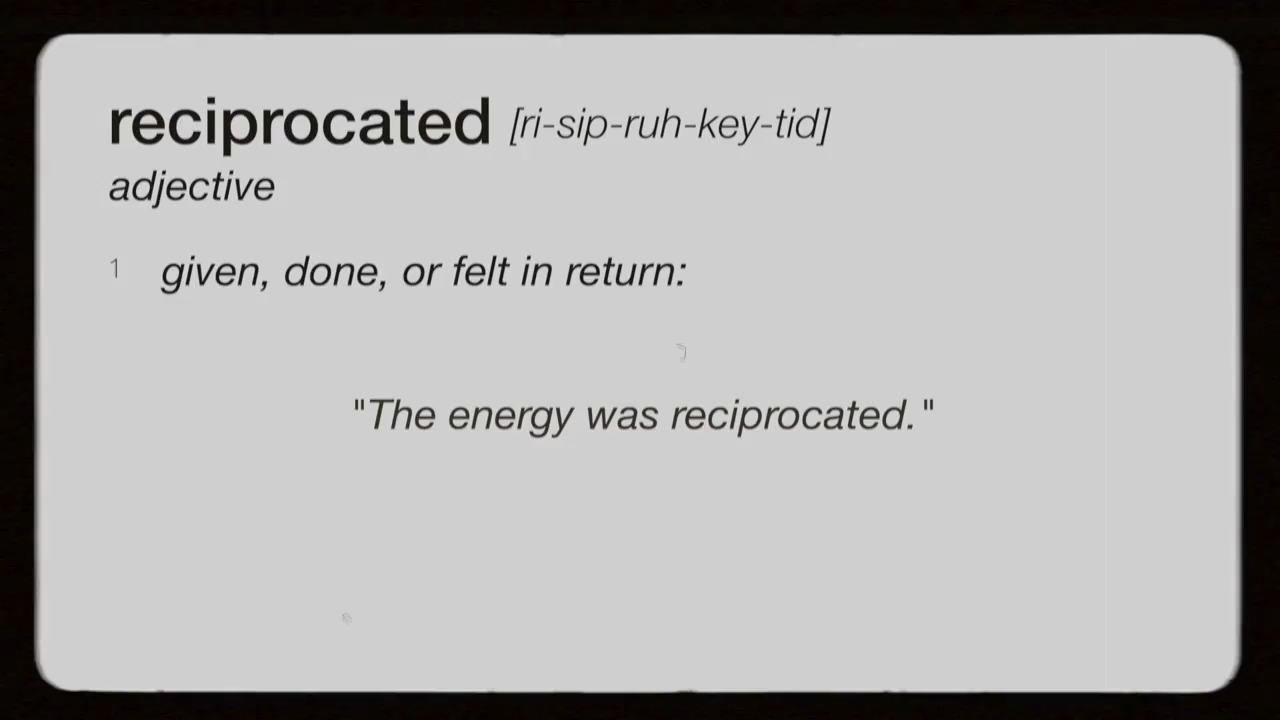 reciprocated [ri-sip-ruh-key-tid]
adjective
1 given, done, or felt in return:
"The energy was reciprocated."